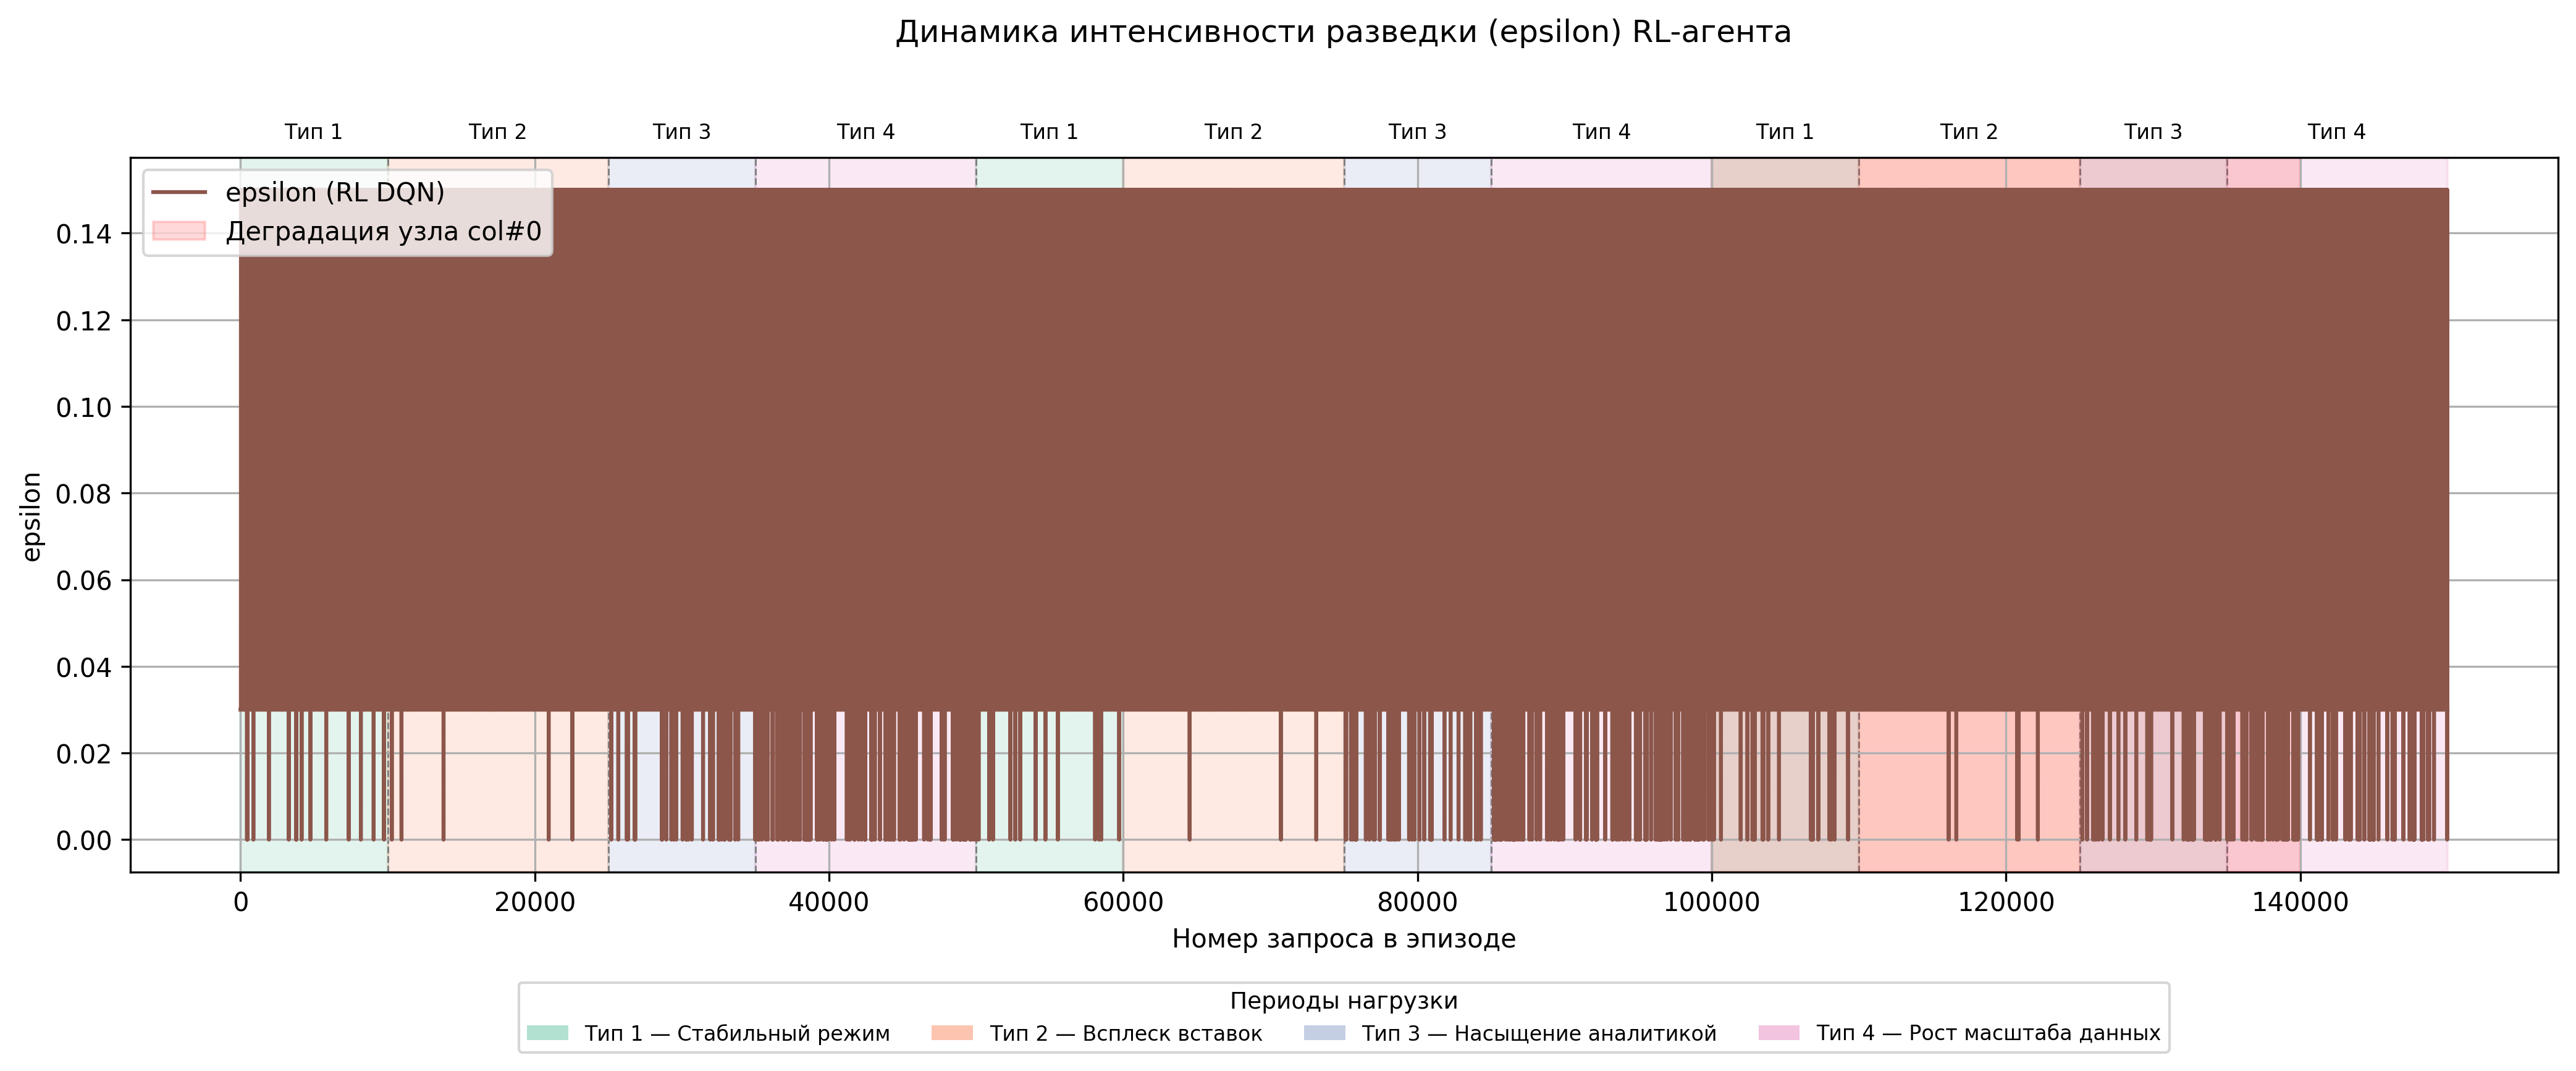 Динамика интенсивности разведки (epsilon) RL-агента
Тип 1 Тип 2 Тип 3 Тип 4 Тип 1 Тип 2 Тип 3 Тип 4 Тип 1 Тип 2 Тип 3 Тип 4
epsilon (RL DQN)
Деградация узла col#0
0.14
0.12
0.10
0.08
0.06
0.04
0.02
0.00
epsilon
0 20000 40000 60000 80000 100000 120000 140000
Номер запроса в эпизоде
Периоды нагрузки
Тип 1 — Стабильный режим Тип 2 — Всплеск вставок Тип 3 — Насыщение аналитикой Тип 4 — Рост масштаба данных